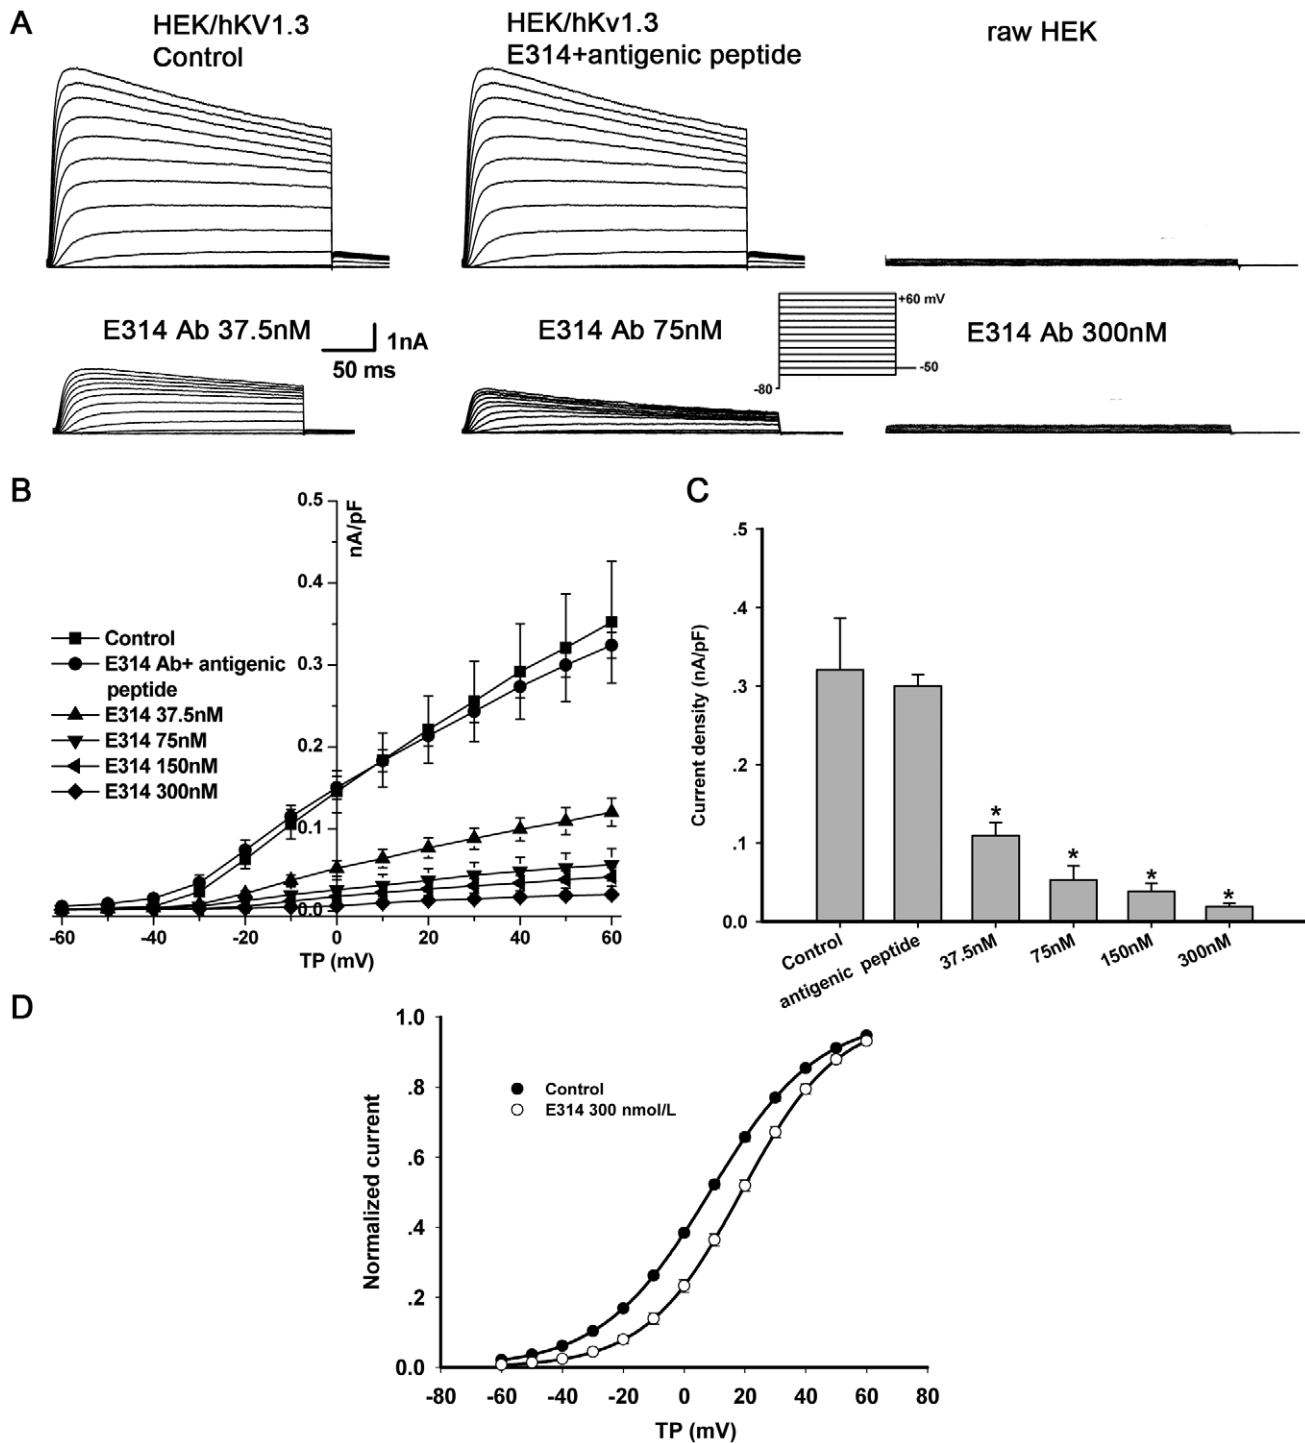 A
HEK/hKV1.3
Control
HEK/hKv1.3
E314+antigenic peptide
raw HEK
E314 Ab 37.5nM
1nA
50 ms
E314 Ab 75nM
+60 mV
-50
-80
E314 Ab 300nM
B
nA/pF
0.5
0.4
0.3
0.2
0.1
0.0
Control
E314 Ab+ antigenic
peptide
E314 37.5nM
E314 75nM
E314 150nM
E314 300nM
-60
-40
-20
0
20
40
60
TP (mV)
C
Current density (nA/pF)
.5
.4
.3
.2
.1
0.0
*
*
*
*
Control
antigenic peptide
37.5nM
75nM
150nM
300nM
D
Normalized current
1.0
.8
.6
.4
.2
0.0
Control
E314 300 nmol/L
-80
-60
-40
-20
0
20
40
60
80
TP (mV)